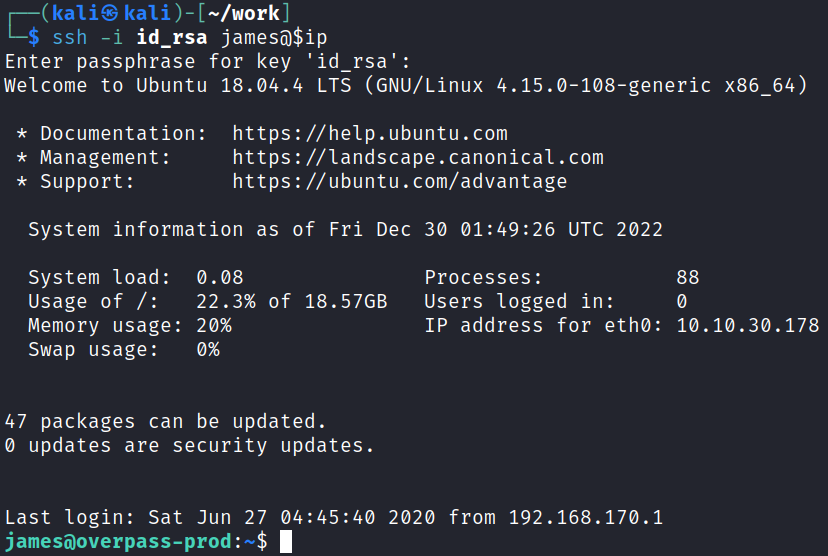 ┌──(kali㉿kali)-[~/work]
└─$ ssh -i id_rsa james@$ip
Enter passphrase for key 'id_rsa':
Welcome to Ubuntu 18.04.4 LTS (GNU/Linux 4.15.0-108-generic x86_64)
* Documentation:  https://help.ubuntu.com
* Management:     https://landscape.canonical.com
* Support:        https://ubuntu.com/advantage
System information as of Fri Dec 30 01:49:26 UTC 2022
System load:  0.08               Processes:           88
Usage of /:   22.3% of 18.57GB   Users logged in:     0
Memory usage: 20%                IP address for eth0: 10.10.30.178
Swap usage:   0%
47 packages can be updated.
0 updates are security updates.
Last login: Sat Jun 27 04:45:40 2020 from 192.168.170.1
james@overpass-prod:~$